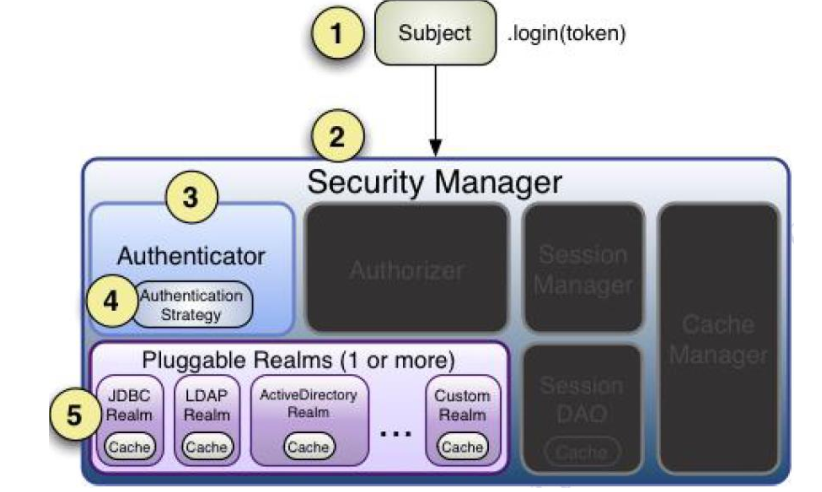 1
Subject
.login(token)
2
Security Manager
3
Authenticator
4
Authentication
Strategy
Authorizer
Session
Manager
Cache
Manager
Session
DAO
Cache
Pluggable Realms (1 or more)
5
JDBC
Realm
Cache
LDAP
Realm
Cache
ActiveDirectory
Realm
Cache
...
Custom
Realm
Cache